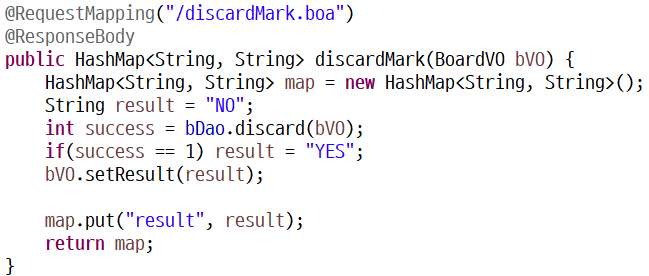 @RequestMapping("/discardMark.boa")
@ResponseBody
public HashMap<String, String> discardMark(BoardVO bVO) {
    HashMap<String, String> map = new HashMap<String, String>();
    String result = "NO";
    int success = bDao.discard(bVO);
    if(success == 1) result = "YES";
    bVO.setResult(result);

    map.put("result", result);
    return map;
}